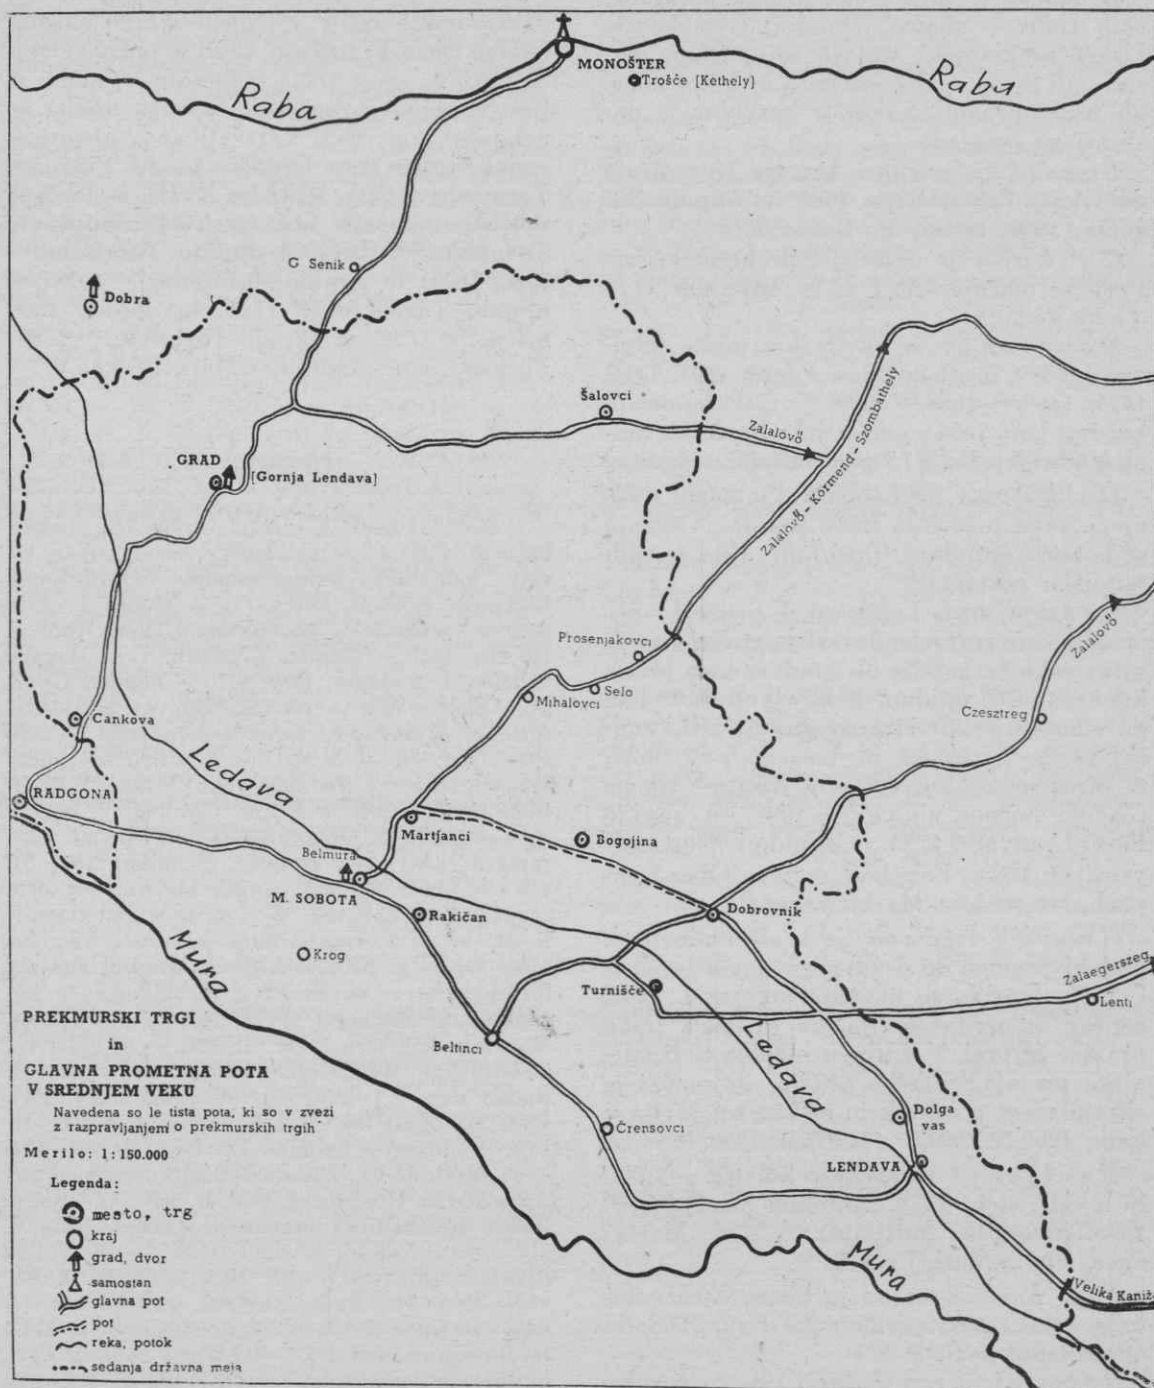 MONOŠTER
Trošće [Kethely]
Raba
Raba
G Senik
Dobra
Šalovci
Zalalovő
Zalalovő - Kormend - Szombathely
GRAD
[Gornja Lendava]
Prosenjakovci
Selo
Mihalovci
Zalalovő
Czesztreg
Cankova
Ledava
RADGONA
Martjanci
Bogojina
Belmura
M. SOBOTA
Rakičan
Dobrovnik
Krog
Mura
Turnišče
Zalaegerszeg
Lenti
Beltinci
Ladava
Črensovci
Dolga
vas
LENDAVA
Mura
Velika Kaniža
PREKMURSKI TRGI
in
GLAVNA PROMETNA POTA
V SREDNJEM VEKU
Navedena so le tista pota, ki so v zvezi
z razpravljanjem o prekmurskih trgih
Merilo: 1:150.000
Legenda:
mesto, trg
kraj
grad, dvor
samostan
glavna pot
pot
reka, potok
sedanja državna meja